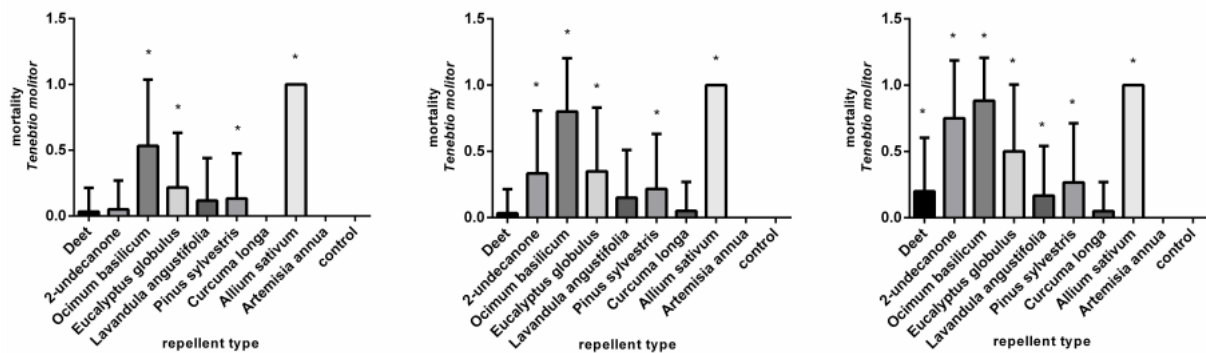 1.5
1.0
0.5
0.0
mortality
Tenebtio molitor
*
*
*
*
Deet
2-undecanone
Ocimum basilicum
Eucalyptus globulus
Lavandula angustifolia
Pinus sylvestris
Curcuma longa
Allium sativum
Artemisia annua
control
repellent type
1.5
1.0
0.5
0.0
mortality
Tenebtio molitor
*
*
*
*
*
Deet
2-undecanone
Ocimum basilicum
Eucalyptus globulus
Lavandula angustifolia
Pinus sylvestris
Curcuma longa
Allium sativum
Artemisia annua
control
repellent type
1.5
1.0
0.5
0.0
mortality
Tenebtio molitor
*
*
*
*
*
*
*
Deet
2-undecanone
Ocimum basilicum
Eucalyptus globulus
Lavandula angustifolia
Pinus sylvestris
Curcuma longa
Allium sativum
Artemisia annua
control
repellent type